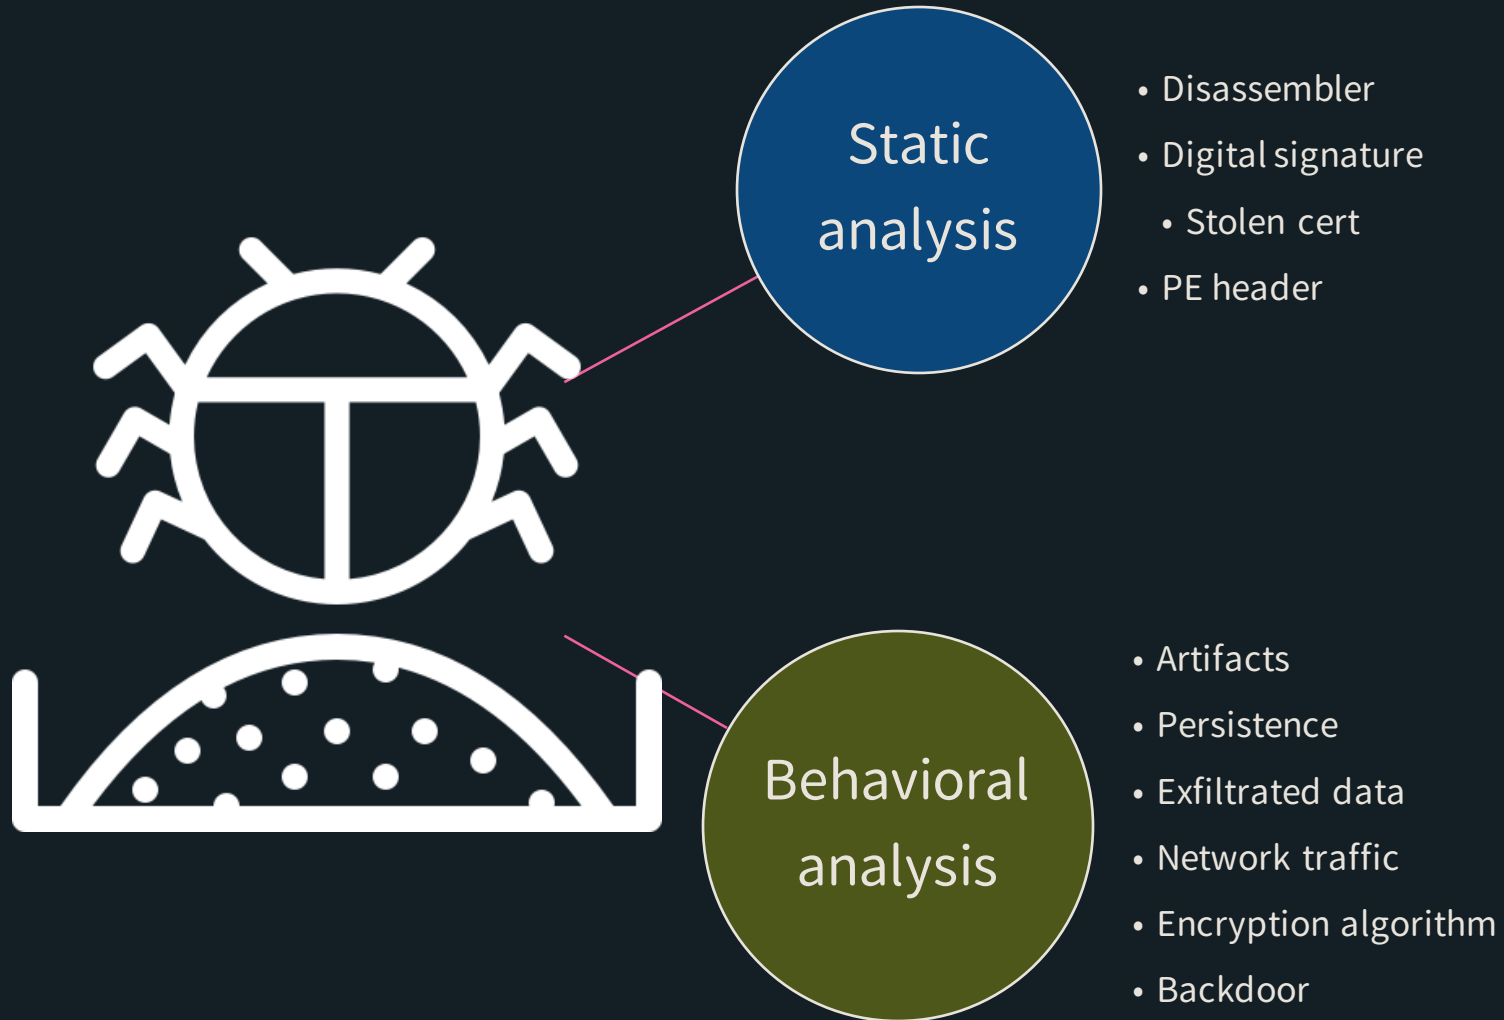 Static
analysis
• Disassembler
• Digital signature
• Stolen cert
• PE header
Behavioral
analysis
• Artifacts
• Persistence
• Exfiltrated data
• Network traffic
• Encryption algorithm
• Backdoor